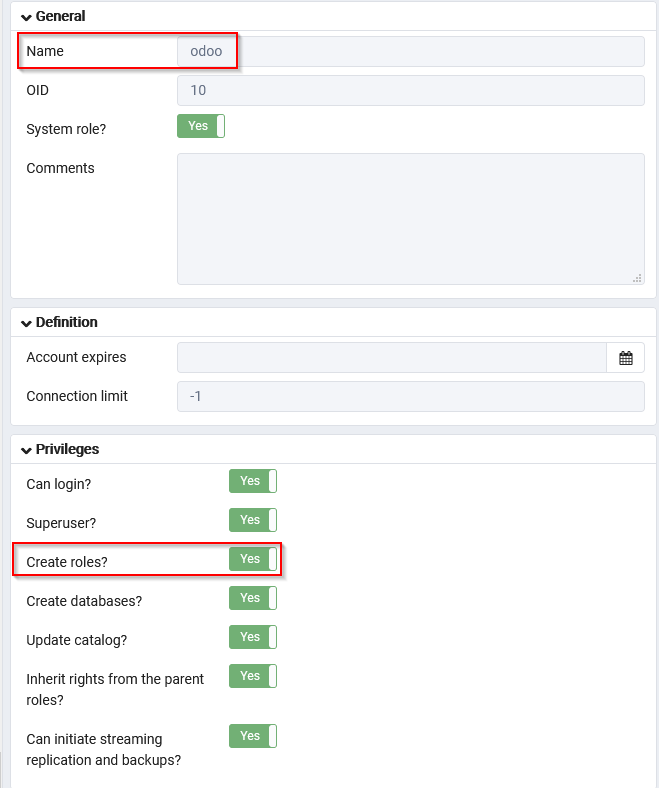 General
Name odoo
OID 10
System role? Yes
Comments
Definition
Account expires
Connection limit -1
Privileges
Can login? Yes
Superuser? Yes
Create roles? Yes
Create databases? Yes
Update catalog? Yes
Inherit rights from the parent Yes
roles?
Can initiate streaming Yes
replication and backups?